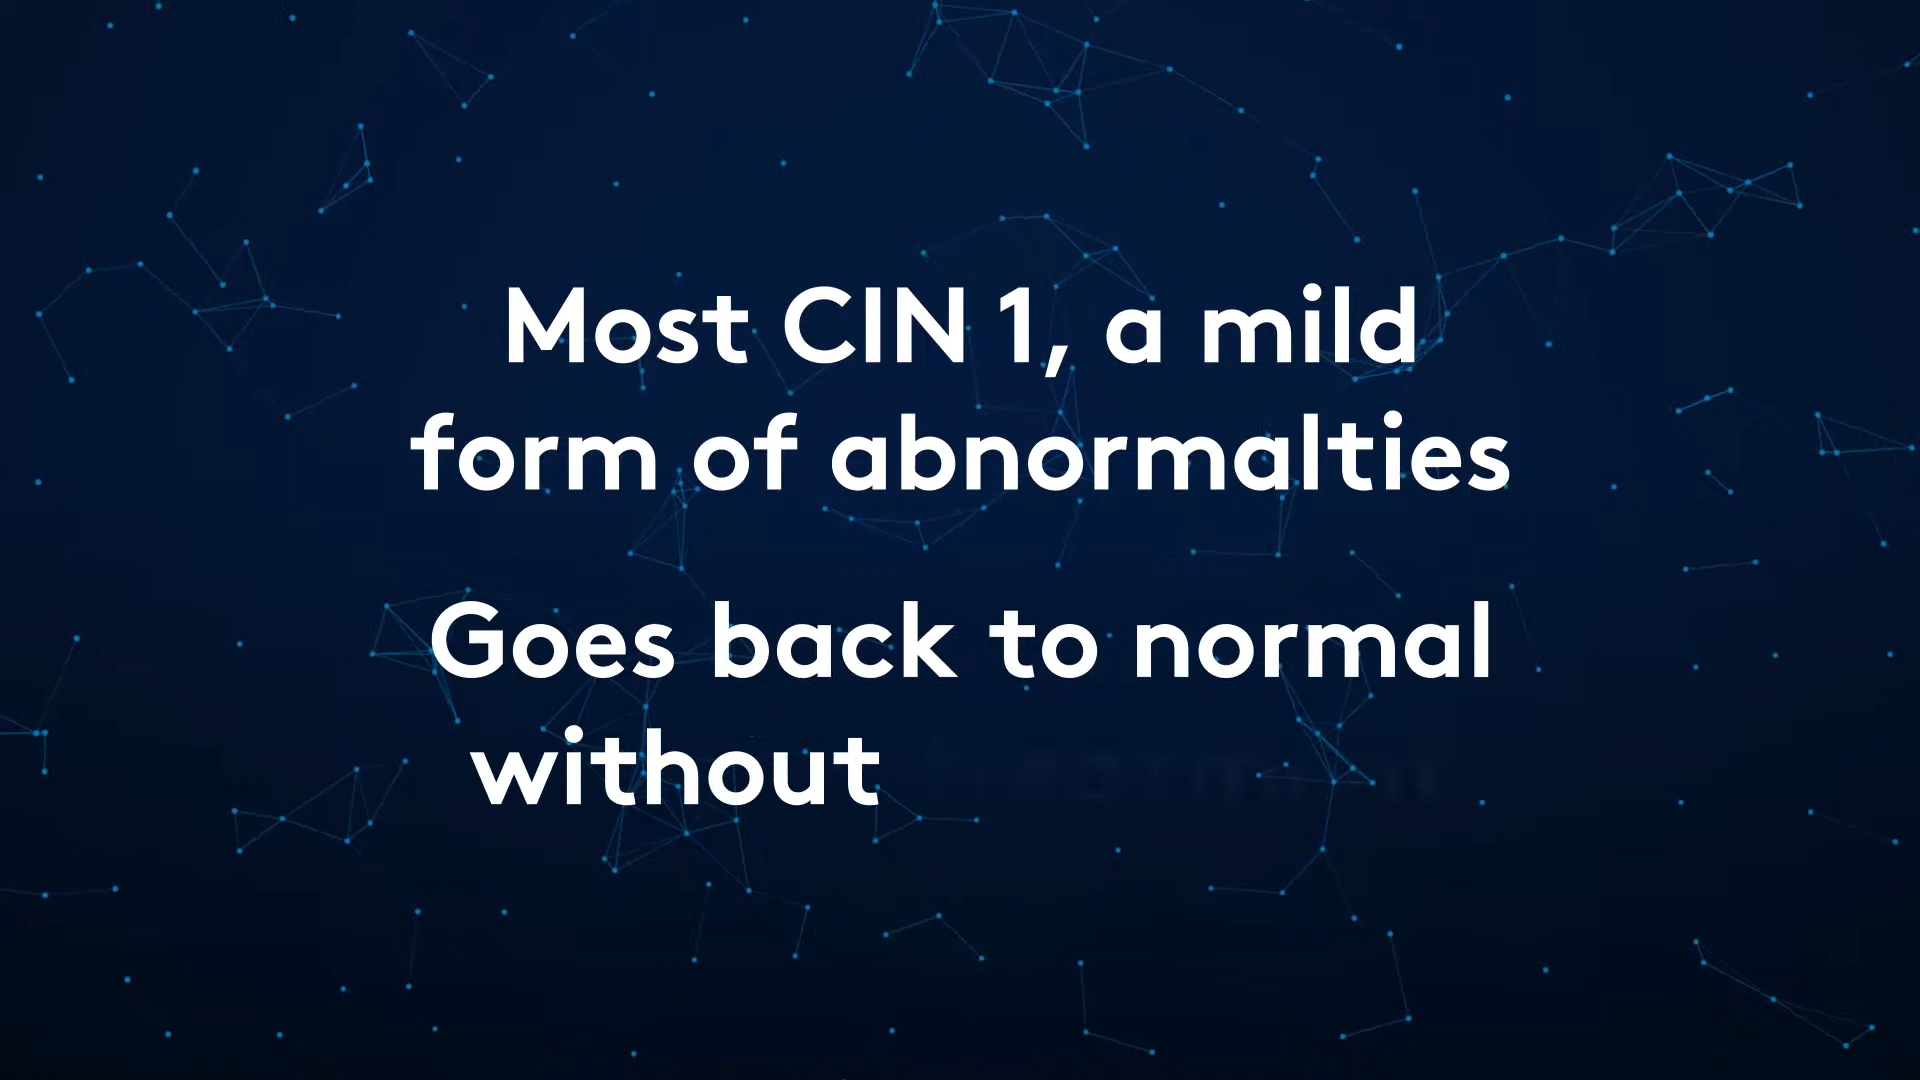 Most CIN 1, a mild
form of abnormalties
Goes back to normal
without